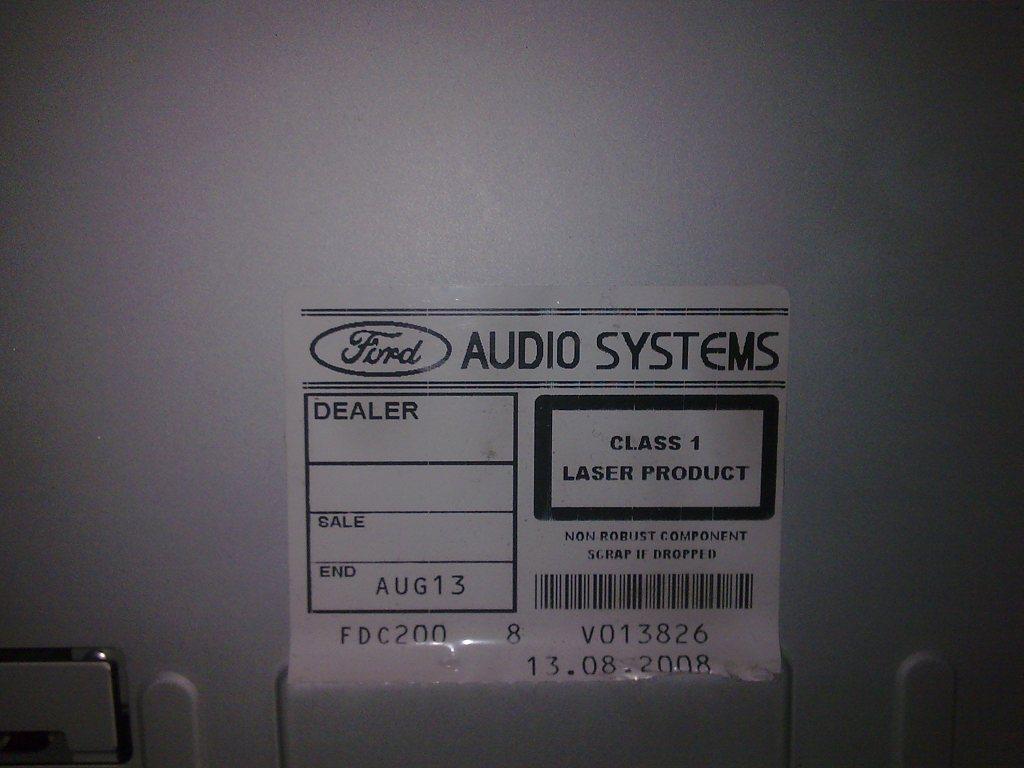 Ford AUDIO SYSTEMS
DEALER
CLASS 1
LASER PRODUCT
SALE
NON ROBUST COMPONENT
SCRAP IF DROPPED
END AUG13
FDC200 8 V013826
13.08.2008